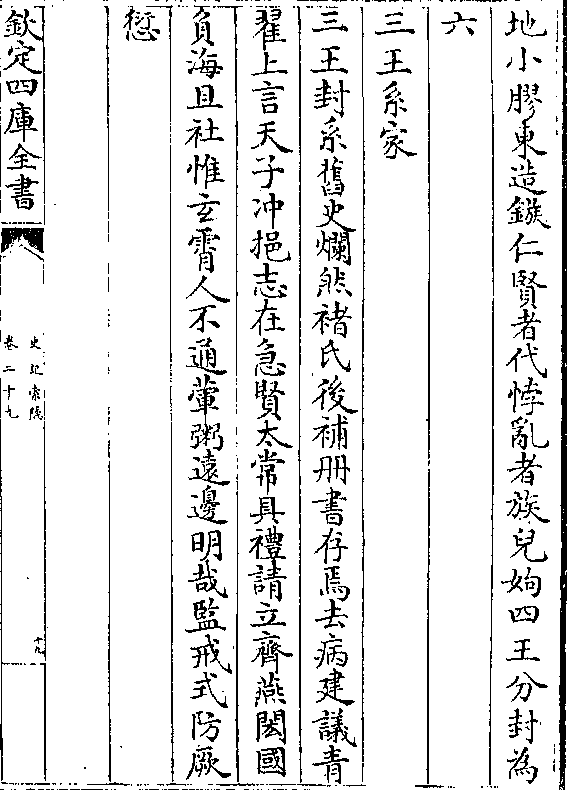 地小膠東造鏃仁賢者代悖亂者族兒姁四王分封為
六
三王系家
三王封系舊史爛然褚氏後補冊書存焉去病建議青
翟上言天子冲挹志在急賢太常具禮請立齊燕閎國
負海旦社惟玄霄人不通葷粥遠邊明哉監戒式防厥
愆
欽定四庫全書
史記索隱
卷二十九
十九